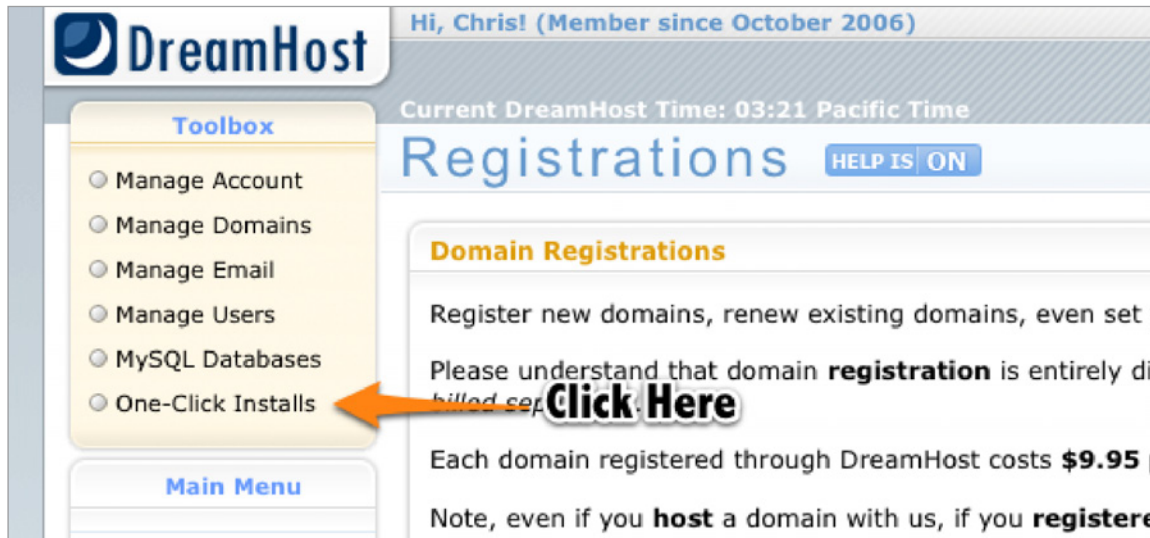 DreamHost
Hi, Chris! (Member since October 2006)
Current DreamHost Time: 03:21 Pacific Time
Registrations HELP IS ON
Toolbox
Manage Account
Manage Domains
Manage Email
Manage Users
MySQL Databases
One-Click Installs
Click Here
Main Menu
Domain Registrations
Register new domains, renew existing domains, even set
Please understand that domain registration is entirely di
billed sep
Each domain registered through DreamHost costs $9.95
Note, even if you host a domain with us, if you registere